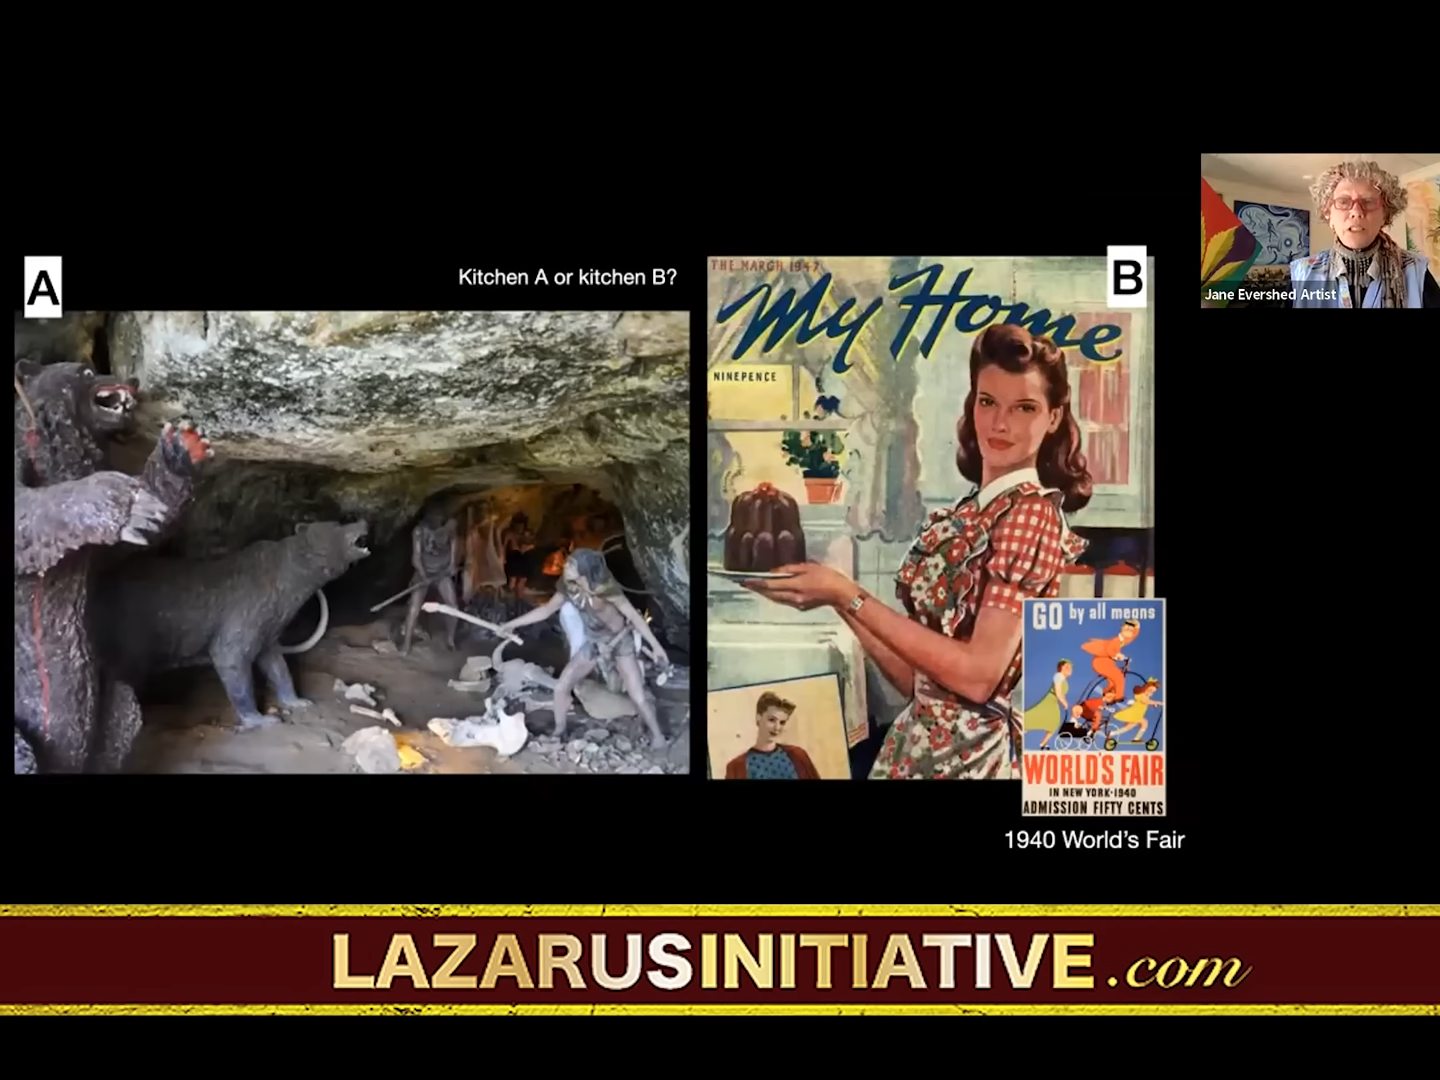 A
Kitchen A or kitchen B?
THE MARCH 1947
B
My Home
NINEPENCE
Jane Evershed Artist
GO by all means
WORLD'S FAIR
IN NEW YORK·1940
ADMISSION FIFTY CENTS
1940 World's Fair
LAZARUSINITIATIVE.com